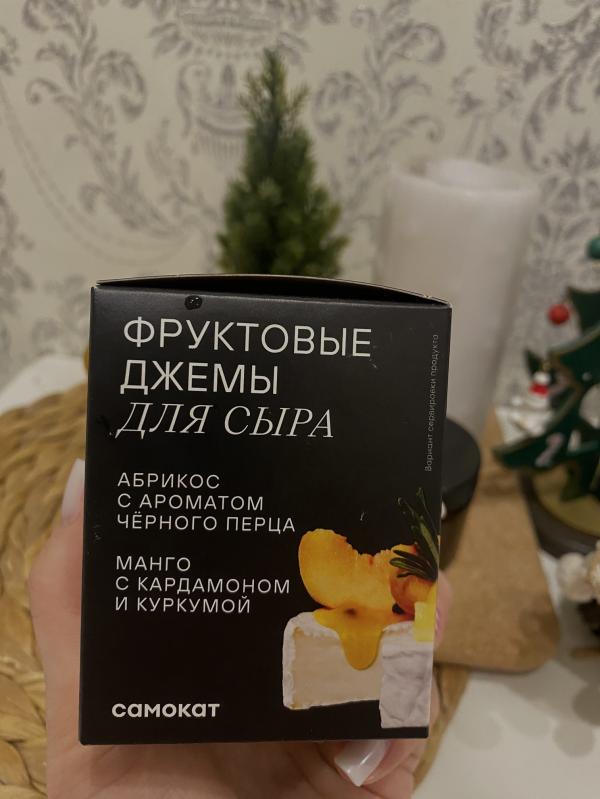 ФРУКТОВЫЕ
ДЖЕМЫ
ДЛЯ СЫРА
АБРИКОС
С АРОМАТОМ
ЧЁРНОГО ПЕРЦА
МАНГО
С КАРДАМОНОМ
И КУРКУМОЙ
самокат
Вариант сервировки продукта